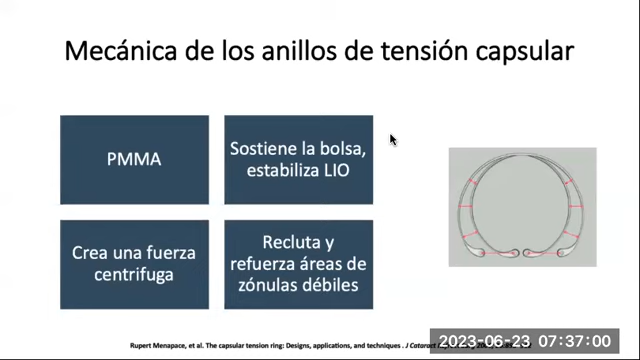 Mecánica de los anillos de tensión capsular
PMMA
Sostiene la bolsa,
estabiliza LIO
Crea una fuerza
centrifuga
Recluta y
refuerza áreas de
zónulas débiles
Rupert Menapace, et al. The capsular tension ring: Designs, applications, and techniques . J Cataract
2023-06-23 07:37:00